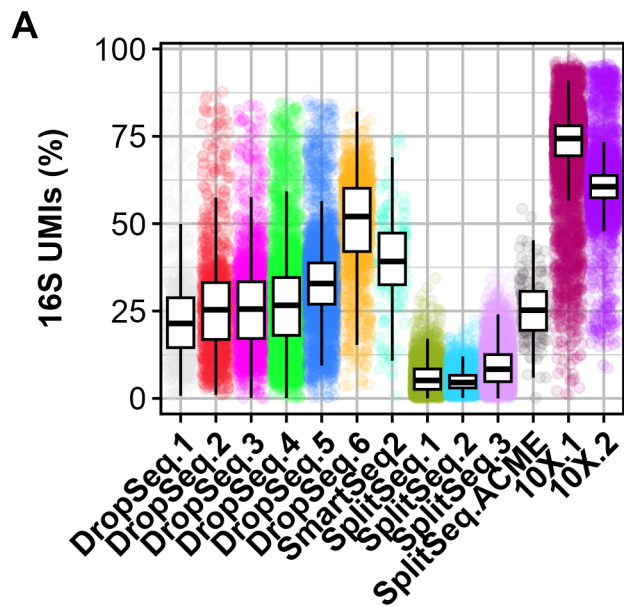 A
16S UMIs (%)
100
75
50
25
0
DropSeq.1
DropSeq.2
DropSeq.3
DropSeq.4
DropSeq.5
DropSeq.6
SmartSeq2
SplitSeq.1
SplitSeq.2
SplitSeq.3
SplitSeq.ACME
10X.1
10X.2